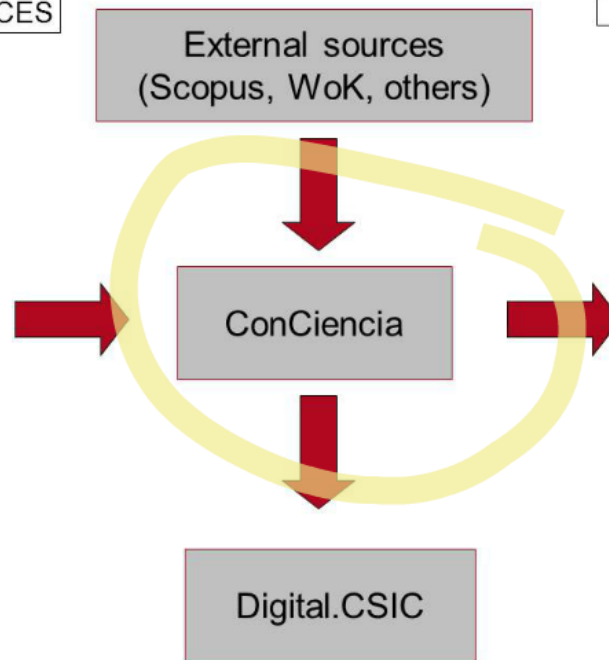 CES
External sources
(Scopus, WoK, others)
ConCiencia
Digital.CSIC